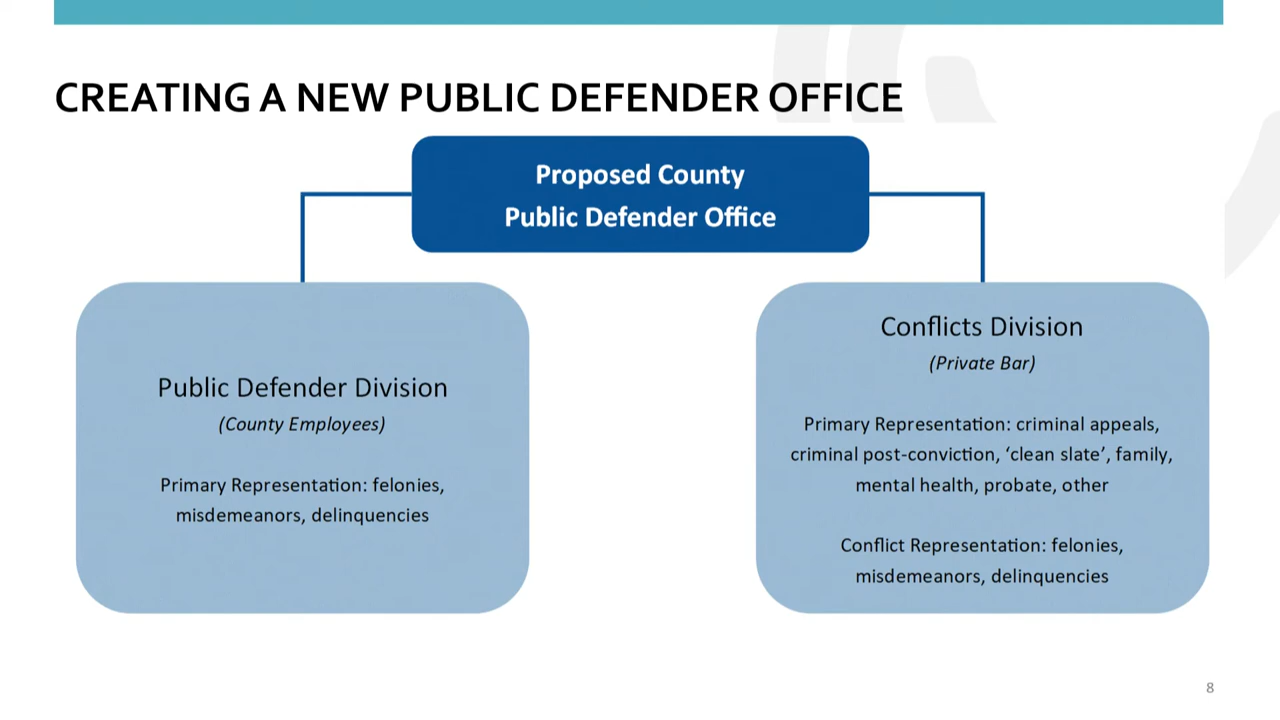 CREATING A NEW PUBLIC DEFENDER OFFICE
Proposed County
Public Defender Office
Public Defender Division
(County Employees)
Primary Representation: felonies,
misdemeanors, delinquencies
Conflicts Division
(Private Bar)
Primary Representation: criminal appeals,
criminal post-conviction, ‘clean slate’, family,
mental health, probate, other
Conflict Representation: felonies,
misdemeanors, delinquencies
8